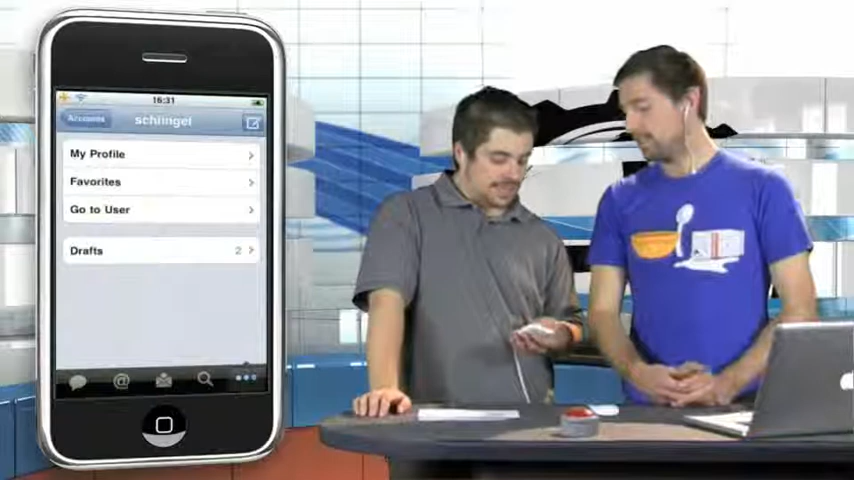 16:31
Accounts
schlingel
My Profile
Favorites
Go to User
Drafts 2
@